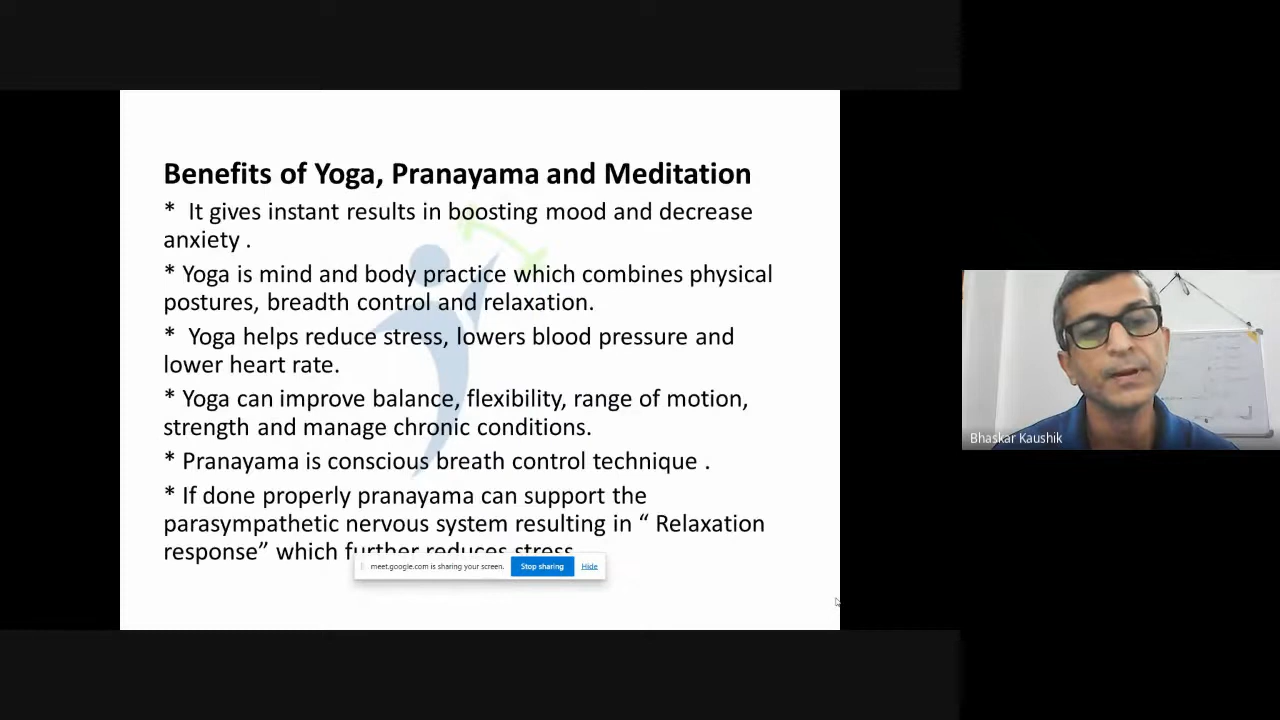 Benefits of Yoga, Pranayama and Meditation
* It gives instant results in boosting mood and decrease
anxiety .
* Yoga is mind and body practice which combines physical
postures, breadth control and relaxation.
* Yoga helps reduce stress, lowers blood pressure and
lower heart rate.
* Yoga can improve balance, flexibility, range of motion,
strength and manage chronic conditions.
* Pranayama is conscious breath control technique .
* If done properly pranayama can support the
parasympathetic nervous system resulting in “ Relaxation
response” which further reduces stress
meet.google.com is sharing your screen. Stop sharing Hide
Bhaskar Kaushik